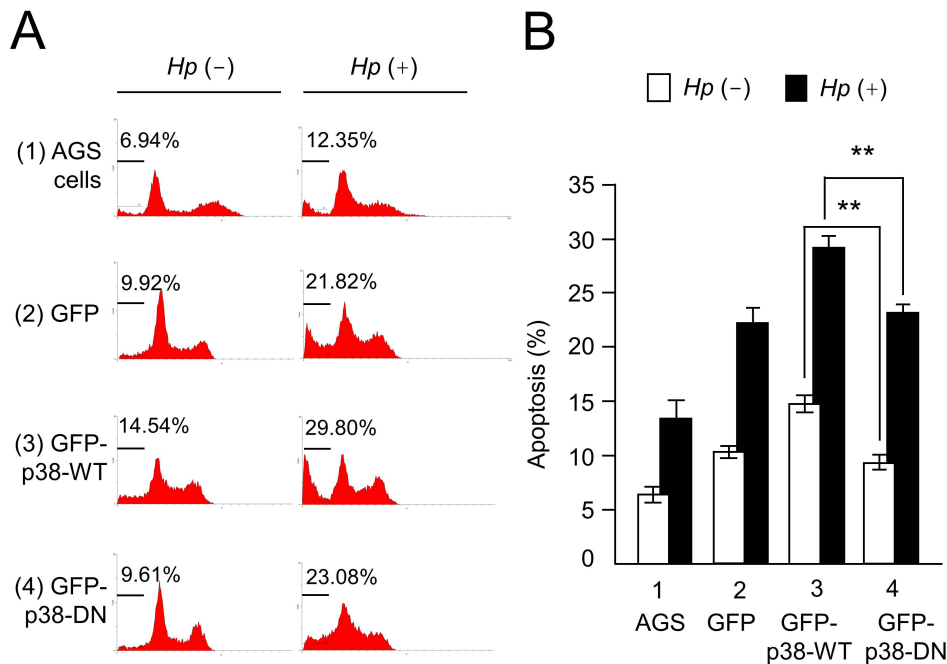 A
Hp (−)
Hp (+)
(1) AGS
cells
6.94%
12.35%
(2) GFP
9.92%
21.82%
(3) GFP-
p38-WT
14.54%
29.80%
(4) GFP-
p38-DN
9.61%
23.08%
B
Hp (−)
Hp (+)
**
**
Apoptosis (%)
35
30
25
20
15
10
5
0
1
2
3
4
AGS
GFP
GFP-
p38-WT
GFP-
p38-DN